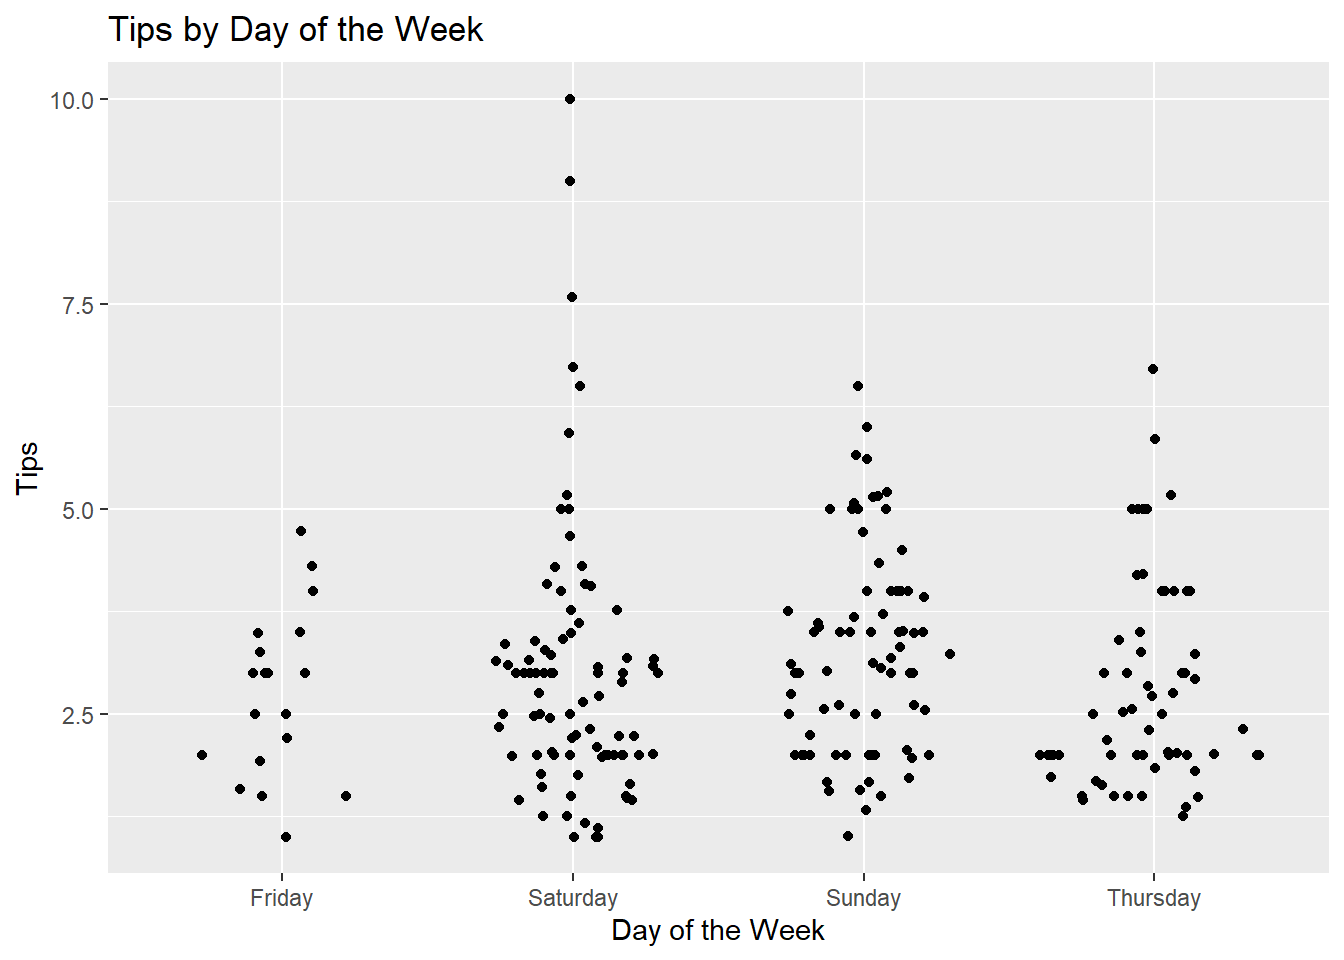 Tips by Day of the Week
Tips
10.0
7.5
5.0
2.5
Friday Saturday Sunday Thursday
Day of the Week